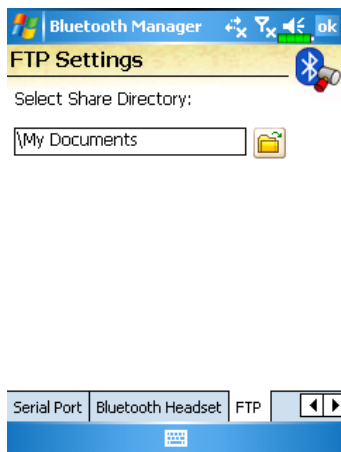 Bluetooth Manager ok
FTP Settings
Select Share Directory:
\My Documents
Serial Port Bluetooth Headset FTP